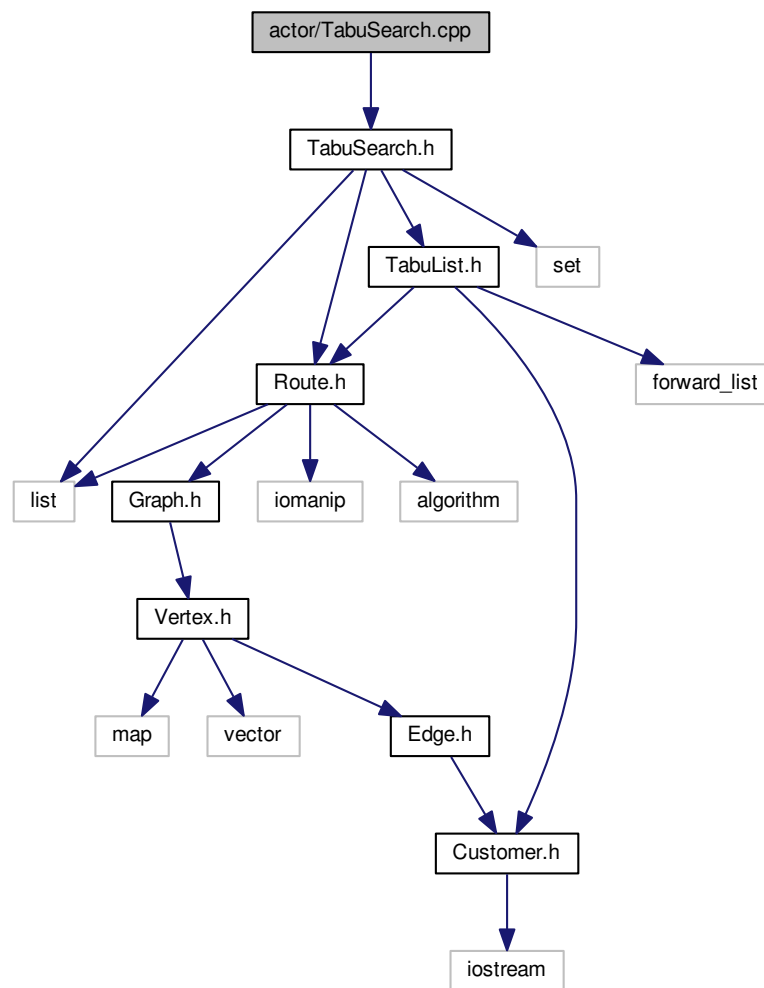 actor/TabuSearch.cpp
TabuSearch.h
TabuList.h
set
Route.h
forward_list
list
Graph.h
iomanip
algorithm
Vertex.h
map
vector
Edge.h
Customer.h
iostream